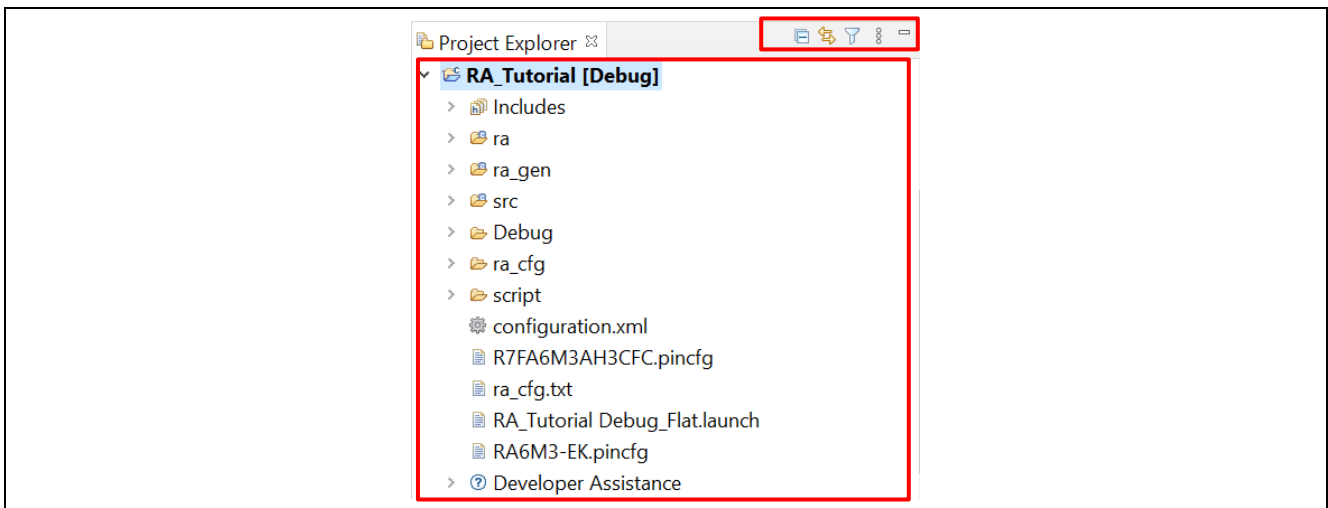 Project Explorer
RA_Tutorial [Debug]
Includes
ra
ra_gen
src
Debug
ra_cfg
script
configuration.xml
R7FA6M3AH3CFC.pincfg
ra_cfg.txt
RA_Tutorial Debug_Flat.launch
RA6M3-EK.pincfg
Developer Assistance